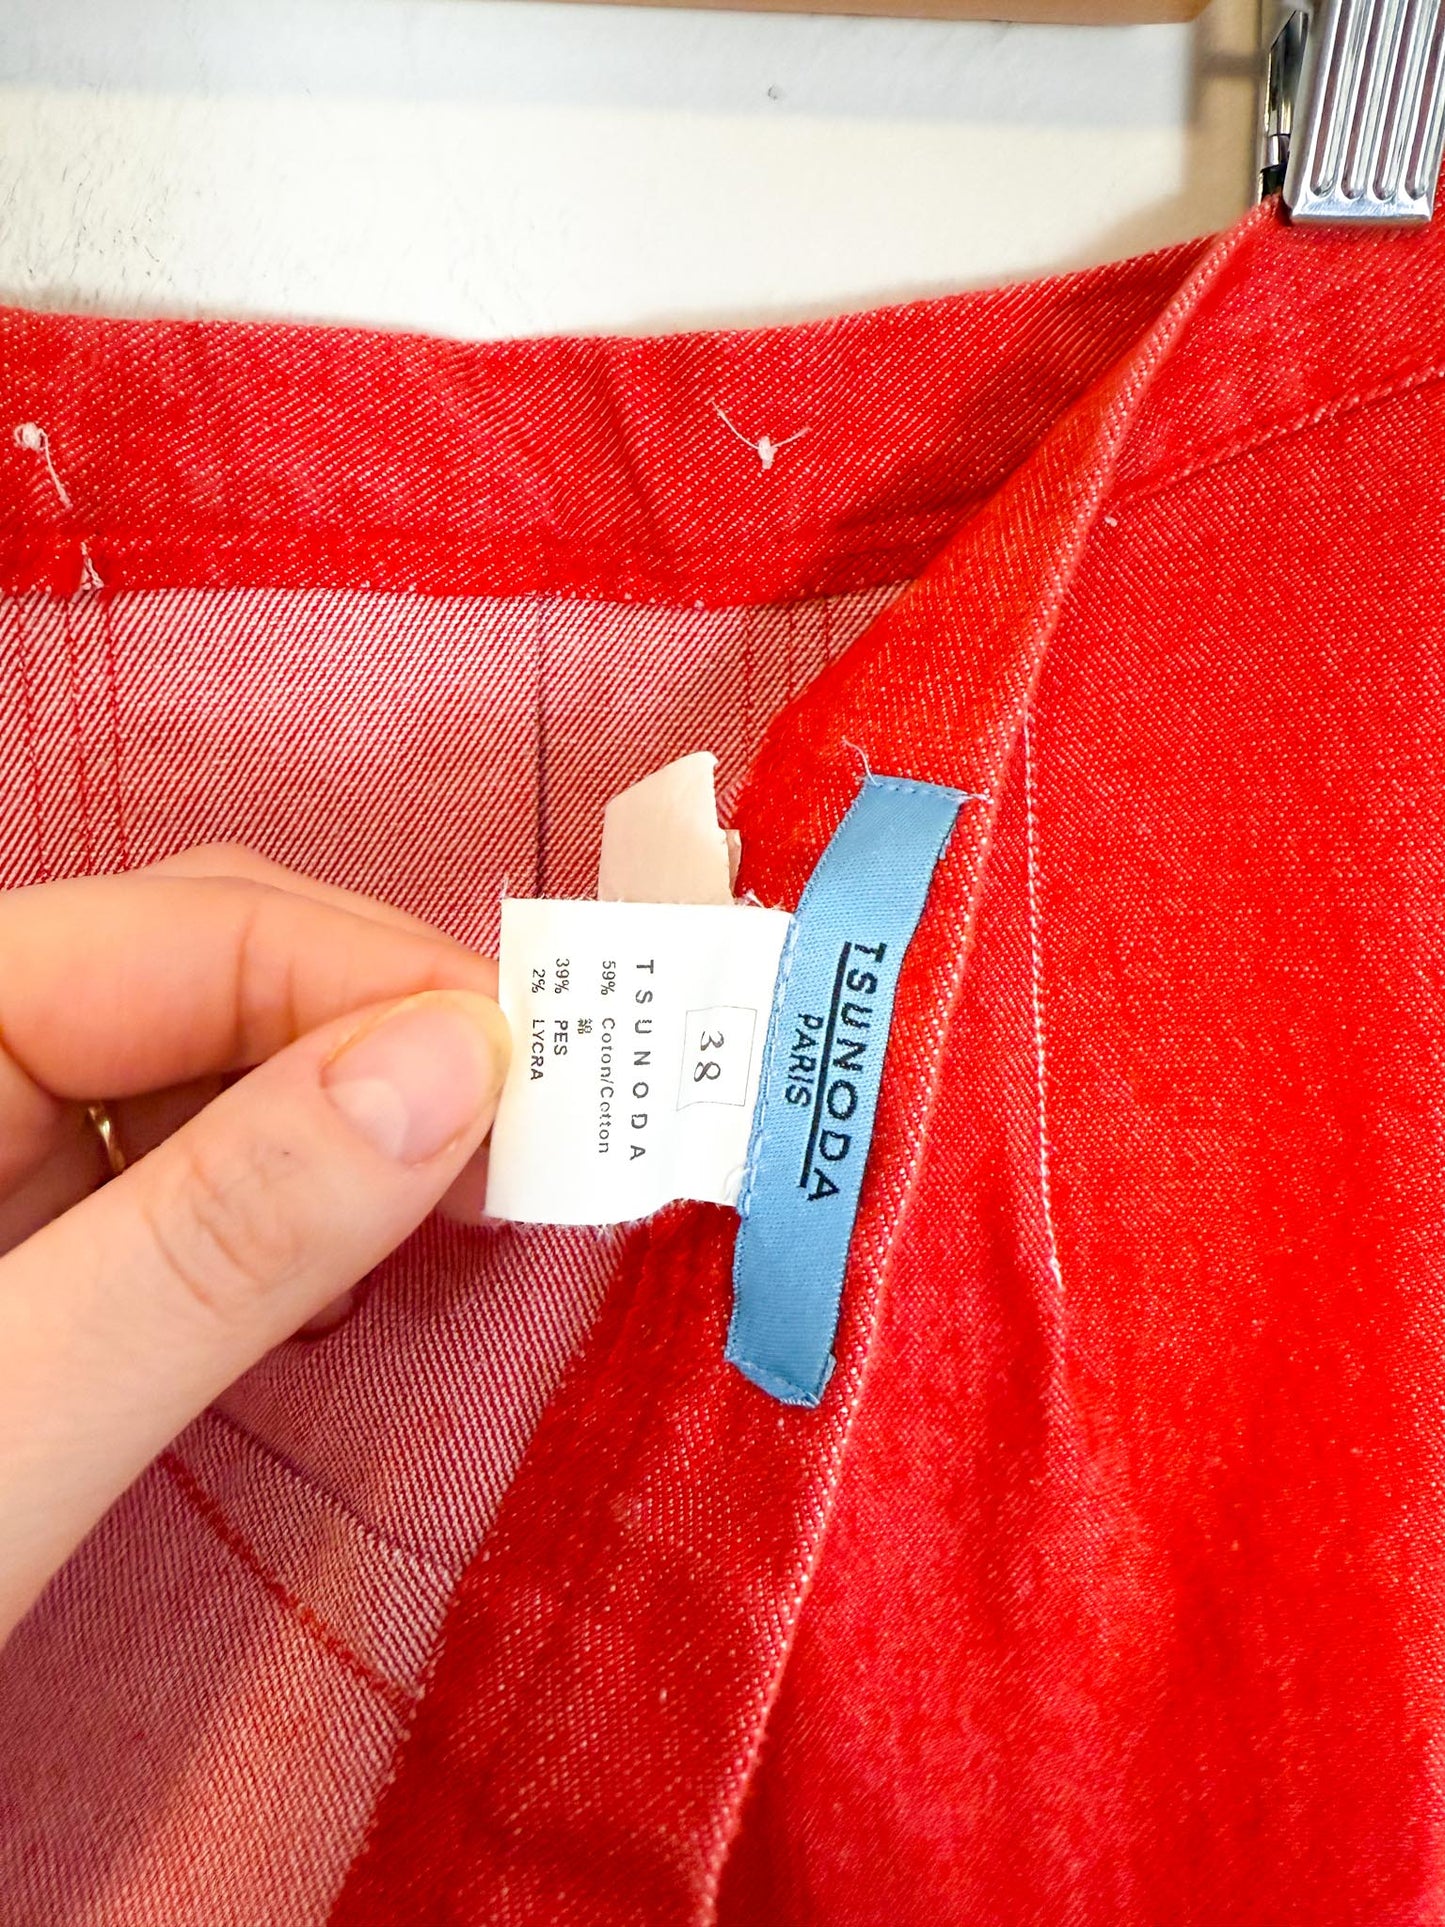 TSUNODA
PARIS
38
TSUNODA
59% Coton/Cotton
綿
39% PES
2% LYCRA